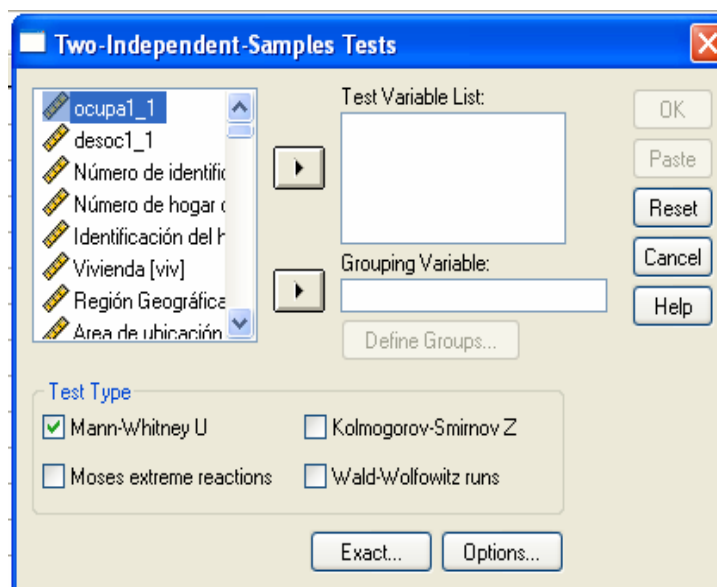 Two-Independent-Samples Tests
ocupa1_1
desoc1_1
Número de identific
Número de hogar
Identificación del h
Vivienda [viv]
Región Geográfica
Area de ubicación
Test Variable List:
Grouping Variable:
Define Groups...
OK
Paste
Reset
Cancel
Help
Test Type
Mann-Whitney U
Kolmogorov-Smirnov Z
Moses extreme reactions
Wald-Wolfowitz runs
Exact...
Options...